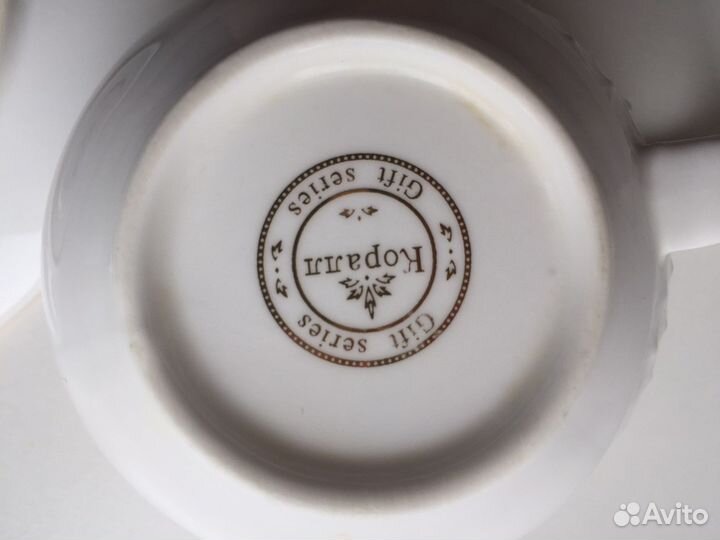 Gift series
Коралл
Gift series
Avito